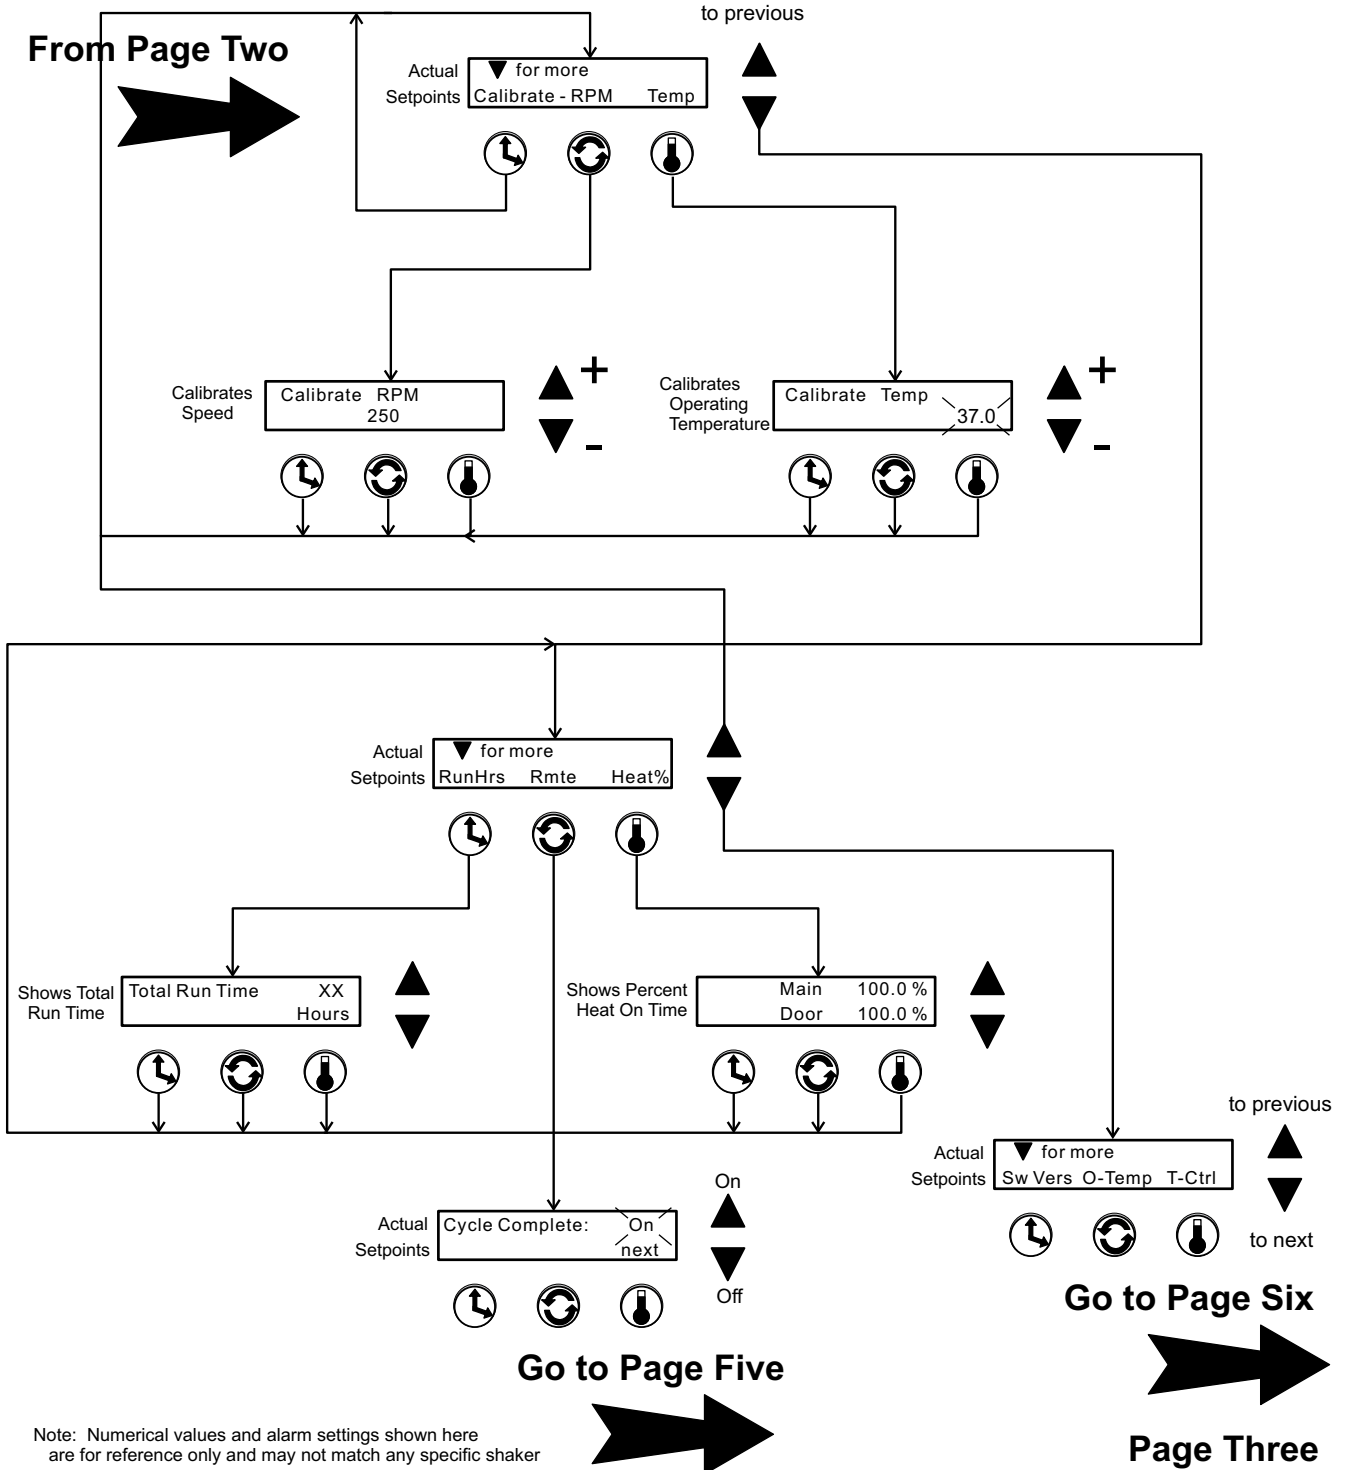 to previous
From Page Two
Actual
▼ for more
Setpoints
Calibrate - RPM Temp
Calibrates
Speed
Calibrate RPM
250
+
-
Calibrates
Operating
Temperature
Calibrate Temp
37.0
+
-
Actual
▼ for more
Setpoints
RunHrs Rmte Heat%
Shows Total
Run Time
Total Run Time XX
Hours
Shows Percent
Heat On Time
Main 100.0 %
Door 100.0 %
to previous
Actual
▼ for more
Setpoints
Sw Vers O-Temp T-Ctrl
to next
On
Actual
Cycle Complete: On
Setpoints
next
Off
Go to Page Six
Go to Page Five
Note: Numerical values and alarm settings shown here
are for reference only and may not match any specific shaker
Page Three